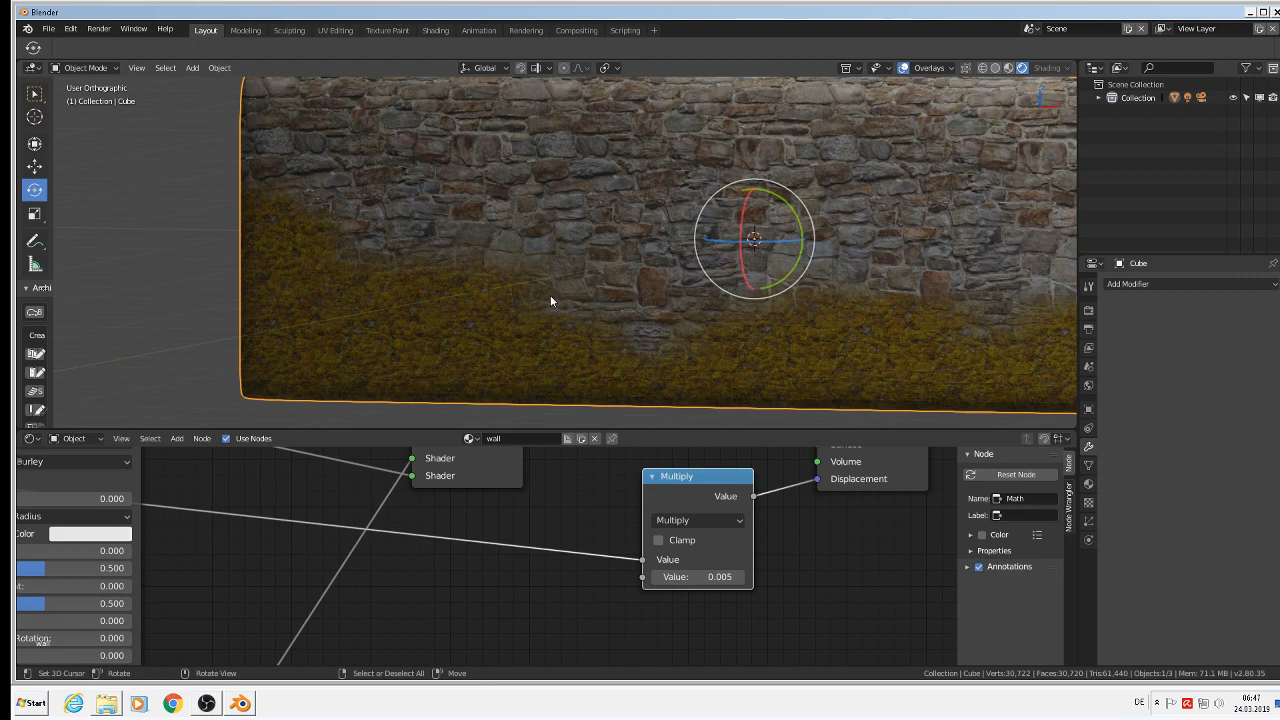 Blender
File Edit Render Window Help Layout Modeling Sculpting UV Editing Texture Paint Shading Animation Rendering Compositing Scripting + Scene View Layer
Object Mode View Select Add Object Global Overlays Shading
User Orthographic
(1) Collection | Cube
Scene Collection
Collection
Archi
Crea
Cube
Add Modifier
Object View Select Add Node Use Nodes wall
Burley
0.000
Radius
Color
0.000
0.500
0.000
0.500
0.000
Rotation: 0.000
wall
0.000
Shader
Shader
Multiply
Value
Multiply
Clamp
Value
Value: 0.005
Volume
Displacement
Node
Reset Node
Name: Math
Label:
Color
Properties
Annotations
Node
Node Wrangler
Set 3D Cursor Rotate Rotate View Select or Deselect All Move Collection | Cube | Verts:30,722 | Faces:30,720 | Tris:61,440 | Objects:1/3 | Mem: 71.1 MB | v2.80.35
Start DE 06:47
24.03.2019